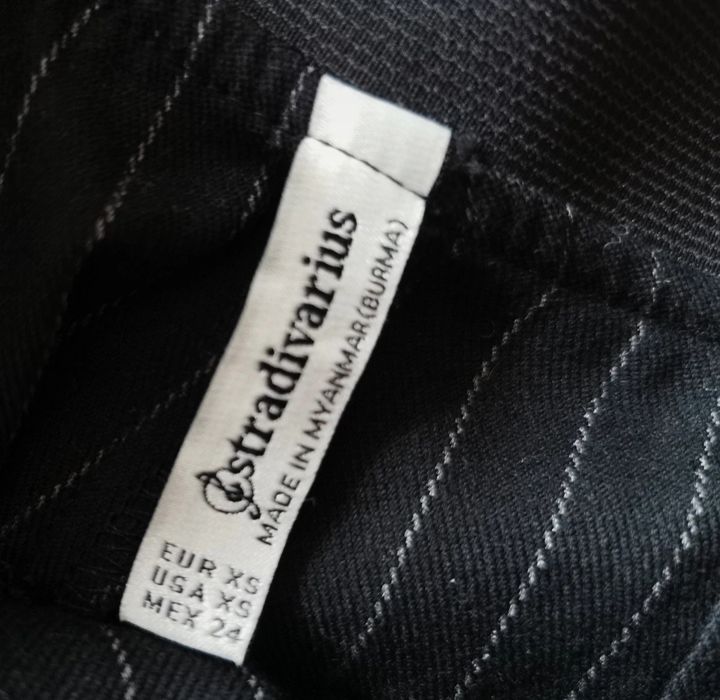 stradivarius
MADE IN MYANMAR(BURMA)
EUR XS
USA XS
MEX 24